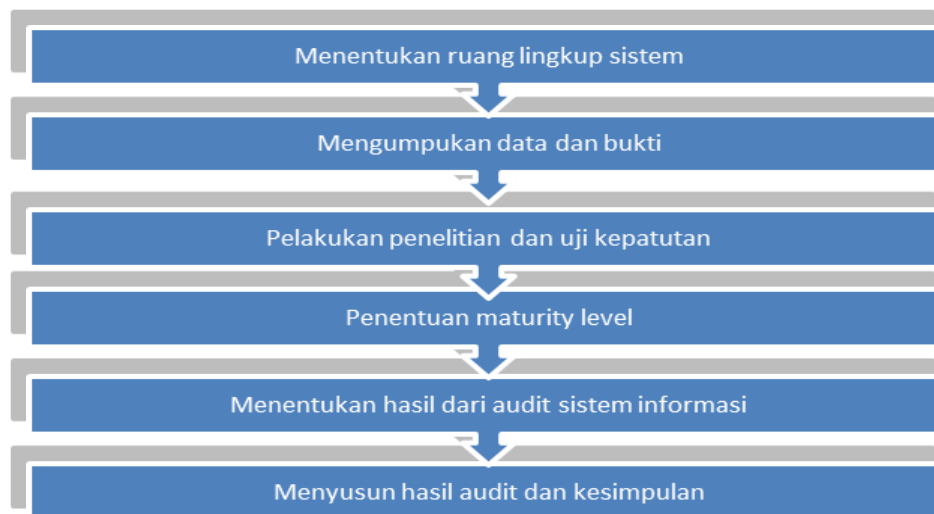 Menentukan ruang lingkup sistem
Mengumpukan data dan bukti
Pelakukan penelitian dan uji kepatutan
Penentuan maturity level
Menentukan hasil dari audit sistem informasi
Menyusun hasil audit dan kesimpulan